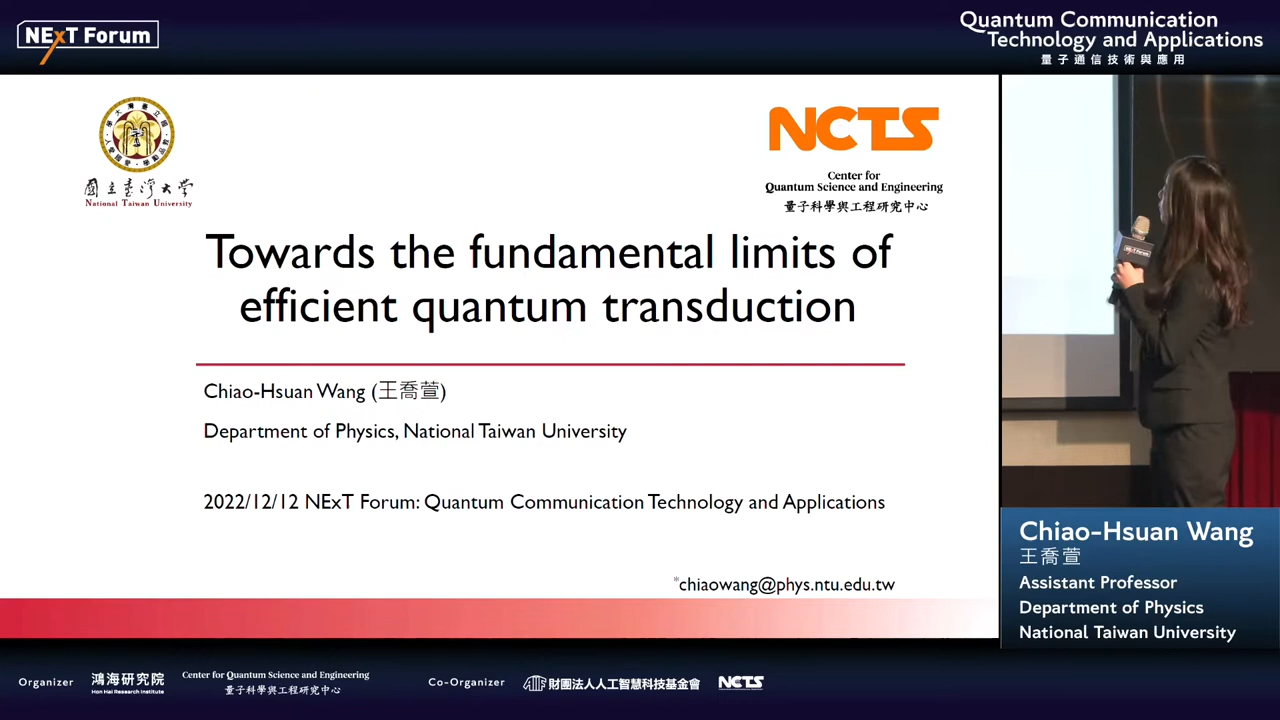 NExT Forum
Quantum Communication
Technology and Applications
量子通信技術與應用
國立臺灣大學
National Taiwan University
NCTS
Center for
Quantum Science and Engineering
量子科學與工程研究中心
Towards the fundamental limits of
efficient quantum transduction
Chiao-Hsuan Wang (王喬萱)
Department of Physics, National Taiwan University
2022/12/12 NExT Forum: Quantum Communication Technology and Applications
*chiaowang@phys.ntu.edu.tw
NExT Forum
Chiao-Hsuan Wang
王喬萱
Assistant Professor
Department of Physics
National Taiwan University
Organizer
鴻海研究院
Hon Hai Research Institute
Center for Quantum Science and Engineering
量子科學與工程研究中心
Co-Organizer
財團法人人工智慧科技基金會
NCTS